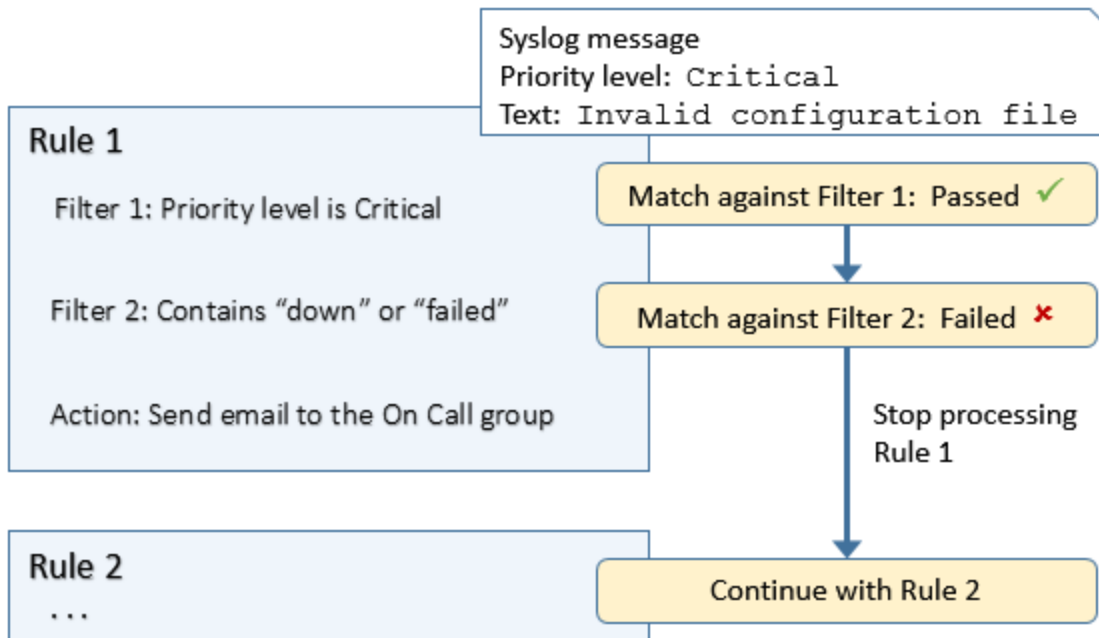 Syslog message
Priority level: Critical
Text: Invalid configuration file
Rule 1
Match against Filter 1: Passed ✓
Filter 1: Priority level is Critical
Filter 2: Contains “down” or “failed”
Match against Filter 2: Failed ✘
Action: Send email to the On Call group
Stop processing
Rule 1
Rule 2
Continue with Rule 2
...